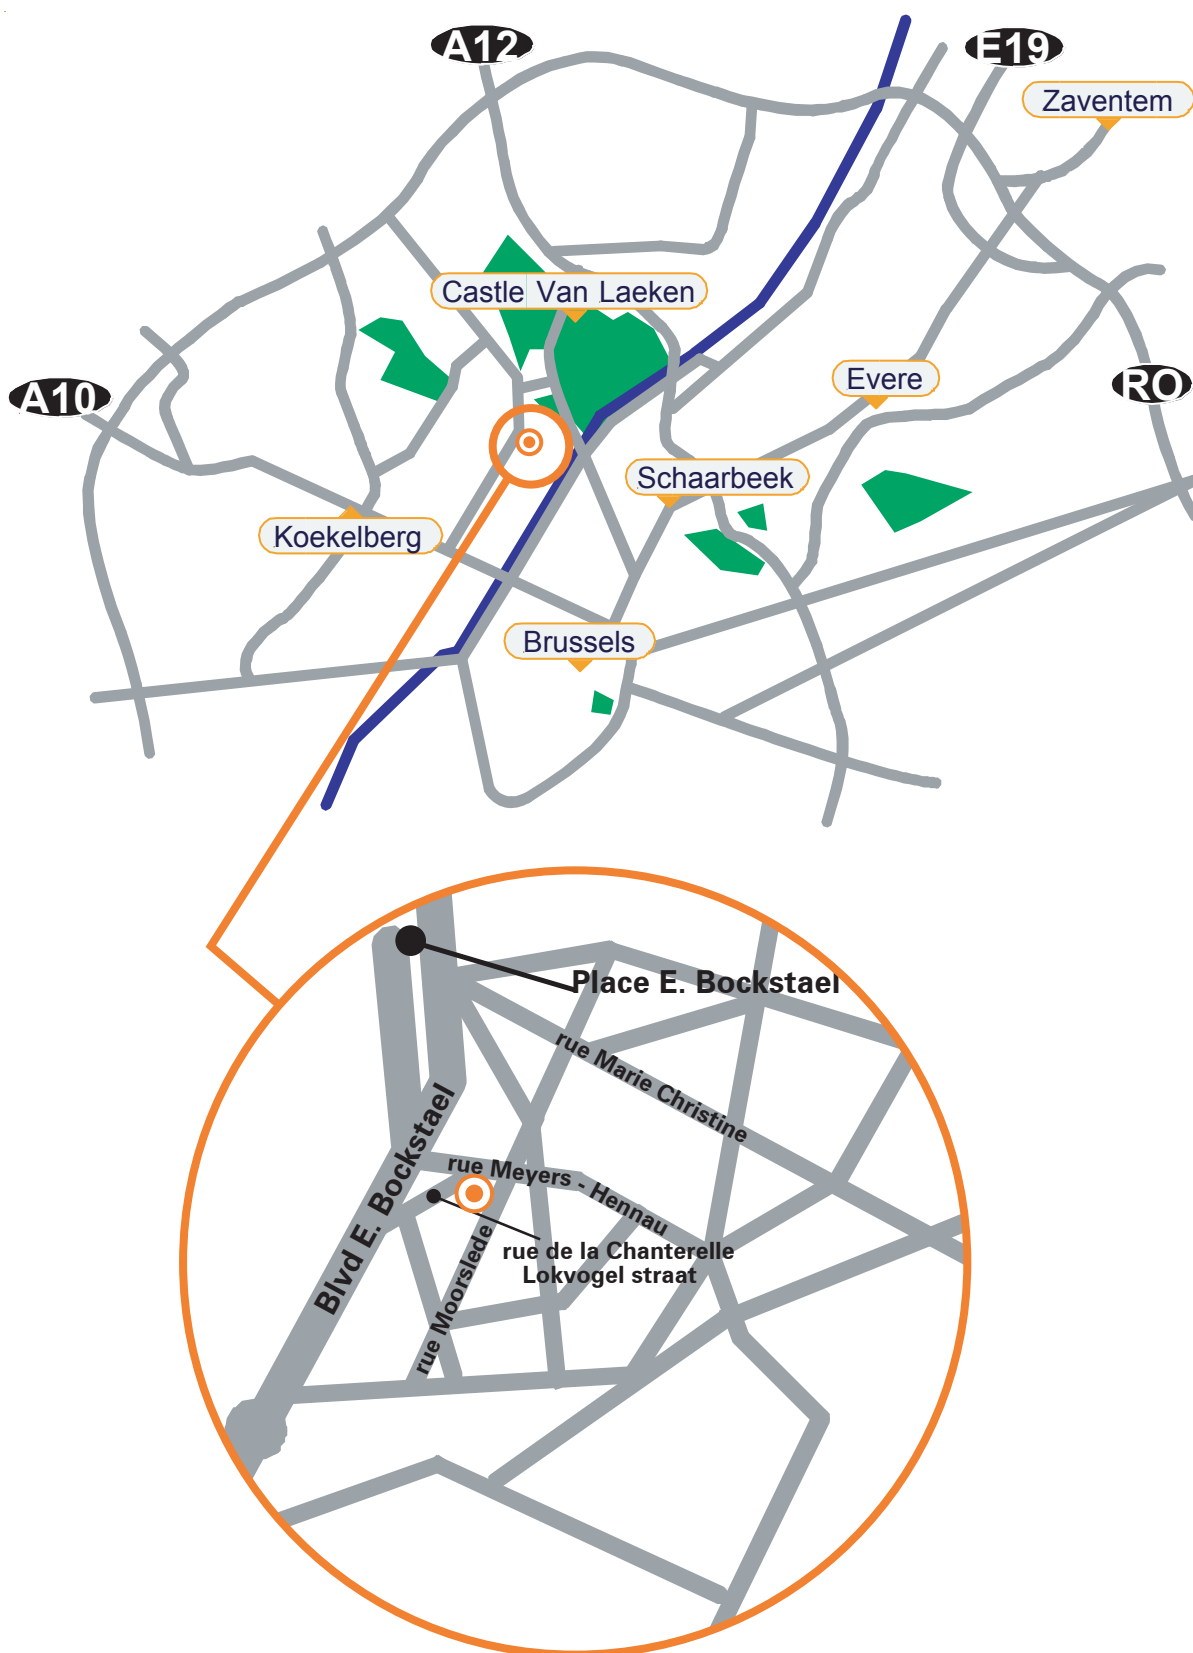 A12
E19
Zaventem
Castle Van Laeken
Evere
RO
A10
Schaarbeek
Koekelberg
Brussels
Place E. Bockstael
rue Marie Christine
Blvd E. Bockstael
rue Meyers - Hennau
rue de la Chanterelle
Lokvogel straat
rue Moorslede